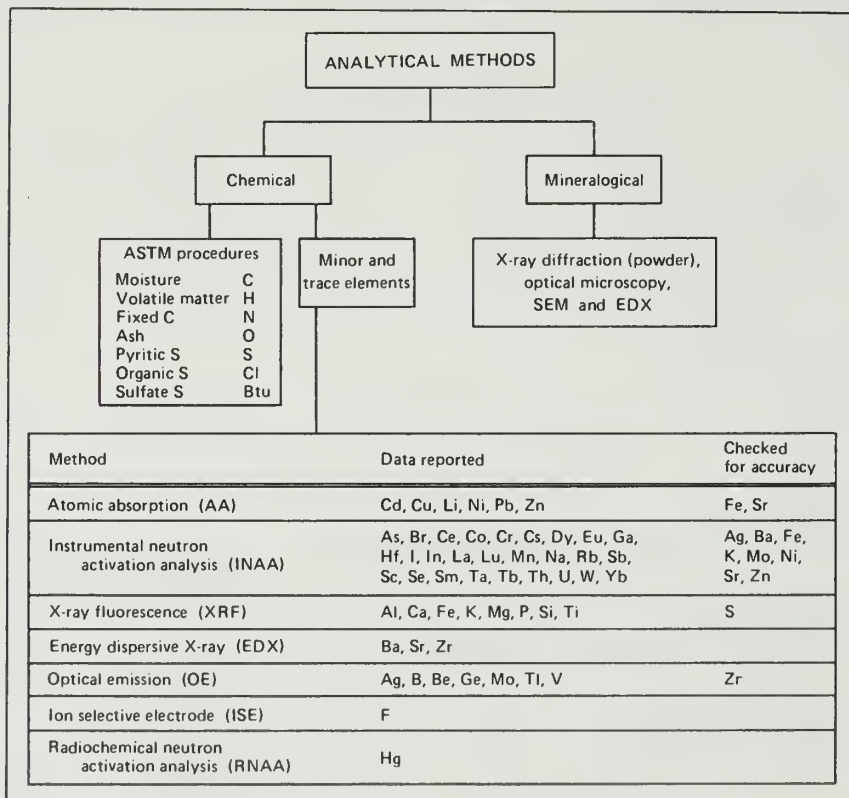 ANALYTICAL METHODS
Chemical
Mineralogical
ASTM procedures
Moisture C
Volatile matter H
Fixed C N
Ash O
Pyritic S S
Organic S Cl
Sulfate S Btu
Minor and
trace elements
X-ray diffraction (powder),
optical microscopy,
SEM and EDX
Method Data reported Checked
for accuracy
Atomic absorption (AA) Cd, Cu, Li, Ni, Pb, Zn Fe, Sr
Instrumental neutron
activation analysis (INAA)
As, Br, Ce, Co, Cr, Cs, Dy, Eu, Ga,
Hf, I, In, La, Lu, Mn, Na, Rb, Sb,
Sc, Se, Sm, Ta, Tb, Th, U, W, Yb
Ag, Ba, Fe,
K, Mo, Ni,
Sr, Zn
X-ray fluorescence (XRF) Al, Ca, Fe, K, Mg, P, Si, Ti S
Energy dispersive X-ray (EDX) Ba, Sr, Zr
Optical emission (OE) Ag, B, Be, Ge, Mo, Tl, V Zr
Ion selective electrode (ISE) F
Radiochemical neutron
activation analysis (RNAA) Hg